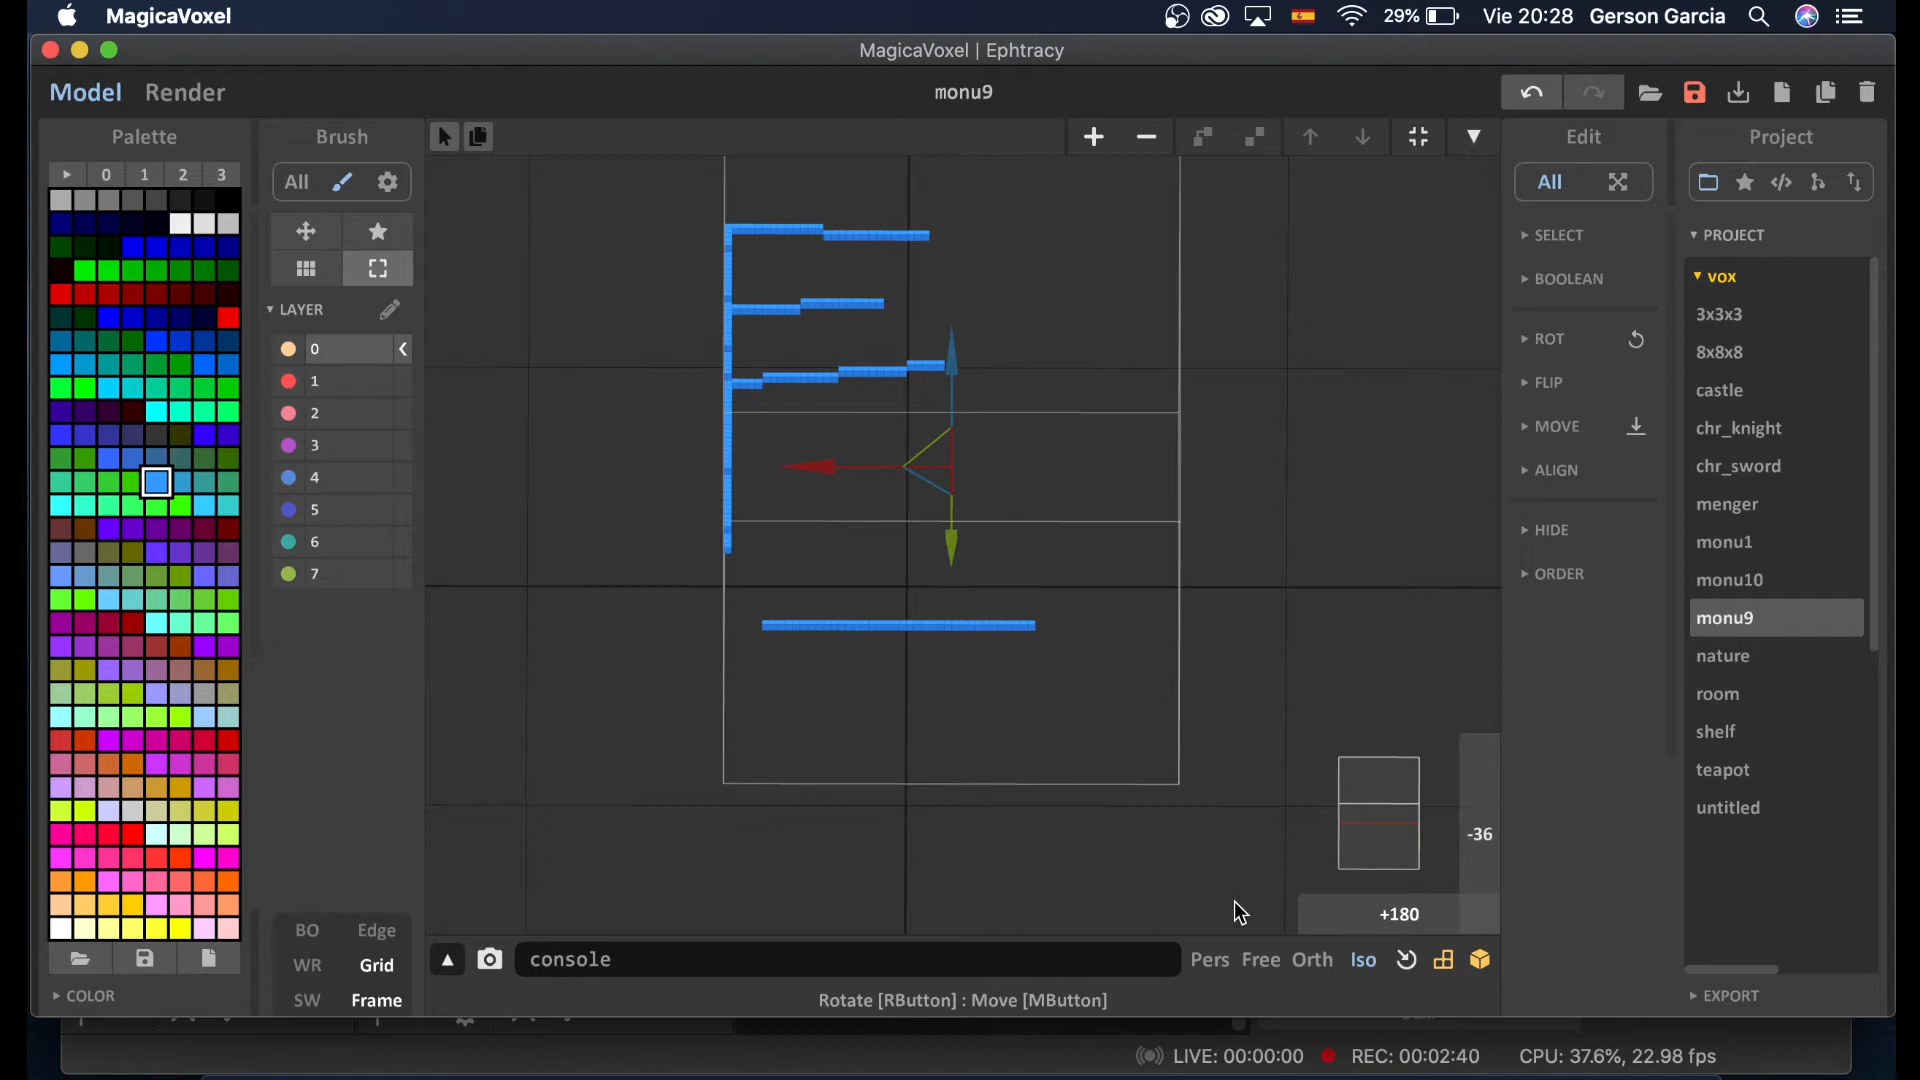 MagicaVoxel
29%
Vie 20:28
Gerson Garcia
MagicaVoxel | Ephtracy
Model
Render
monu9
Palette
Brush
Edit
Project
0
1
2
3
All
All
LAYER
0
1
2
3
4
5
6
7
SELECT
BOOLEAN
ROT
FLIP
MOVE
ALIGN
HIDE
ORDER
PROJECT
vox
3x3x3
8x8x8
castle
chr_knight
chr_sword
menger
monu1
monu10
monu9
nature
room
shelf
teapot
untitled
-36
+180
BO
Edge
WR
Grid
SW
Frame
console
Pers
Free
Orth
Iso
COLOR
Rotate [RButton] : Move [MButton]
EXPORT
LIVE: 00:00:00
REC: 00:02:40
CPU: 37.6%, 22.98 fps